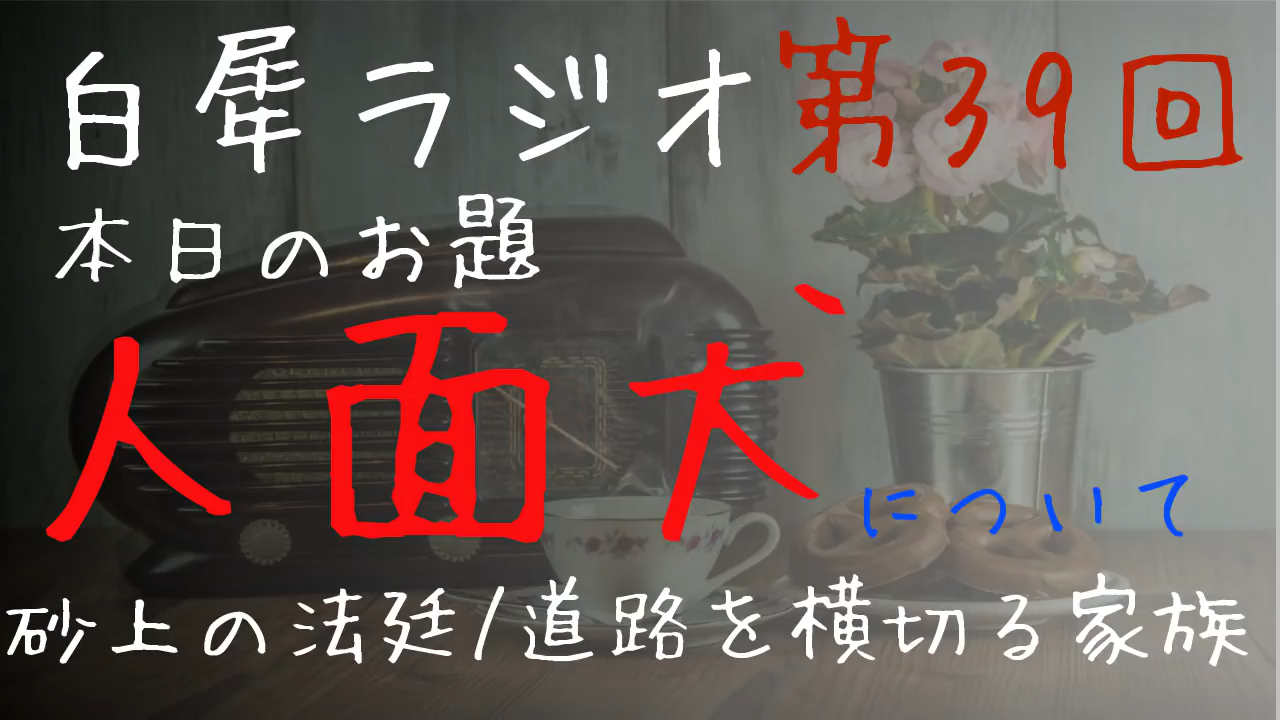 白犀ラジオ第39回
本日のお題
人面犬について
砂上の法廷/道路を横切る家族